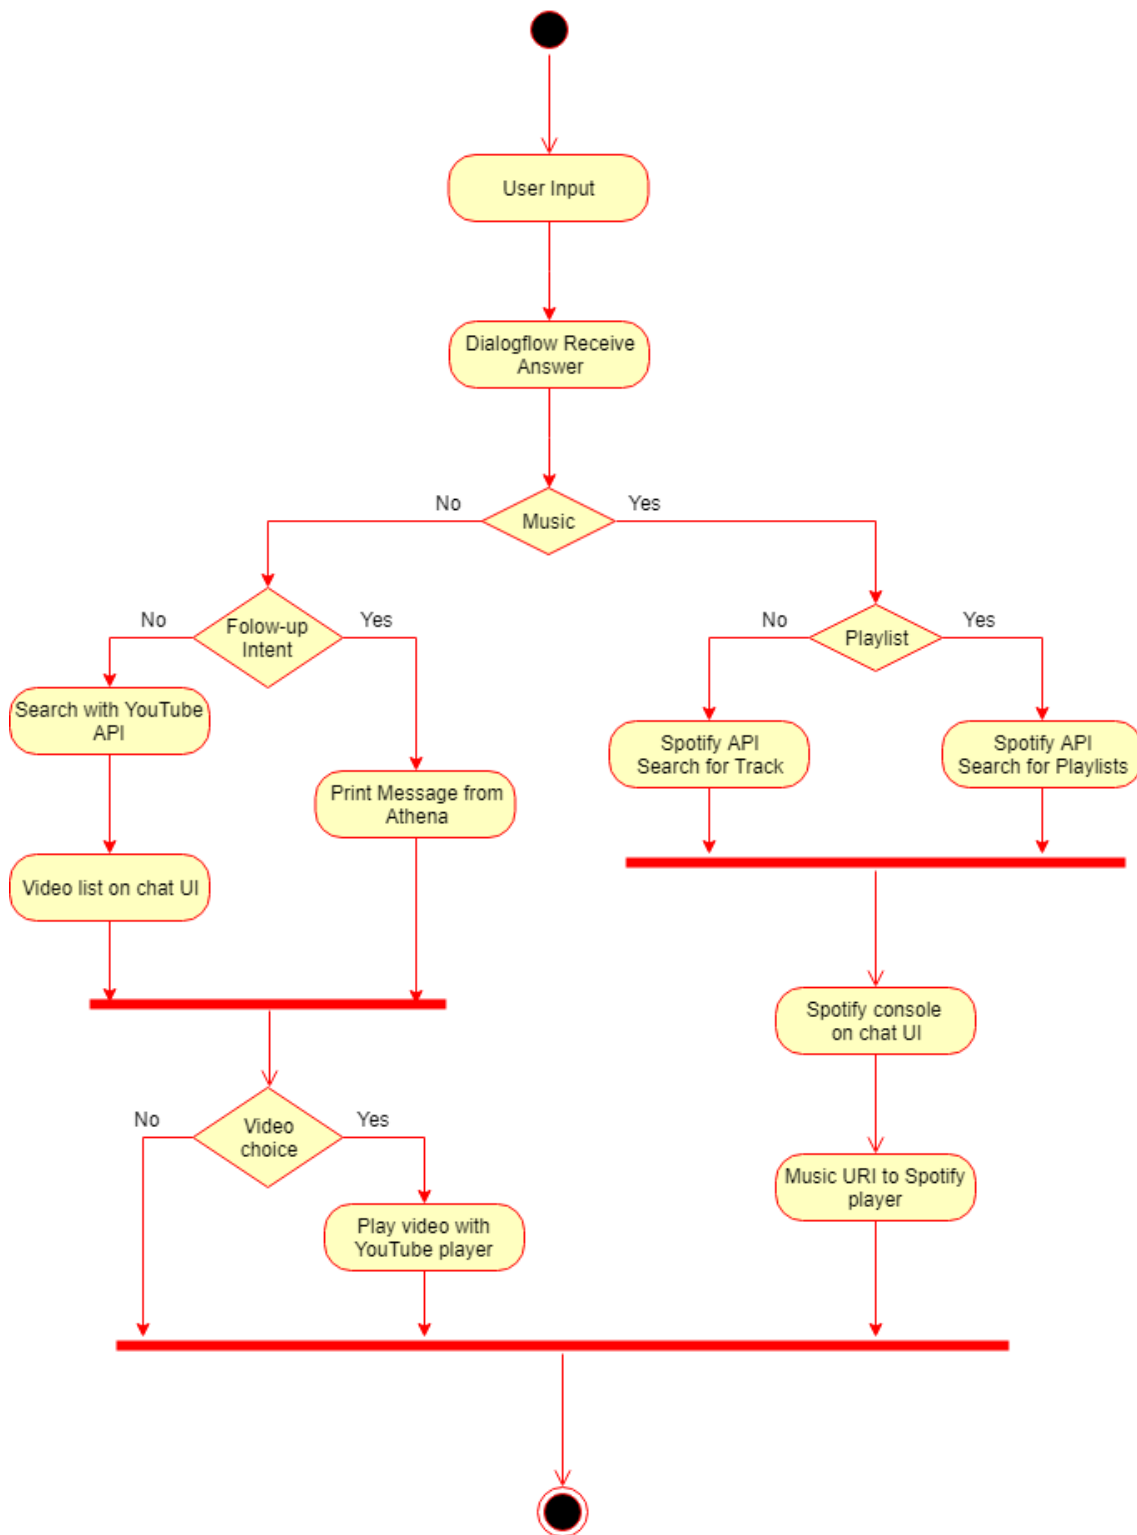 User Input
Dialogflow Receive
Answer
No
Yes
Music
No
Folow-up
Intent
Yes
No
Playlist
Yes
Search with YouTube
API
Spotify API
Search for Track
Spotify API
Search for Playlists
Print Message from
Athena
Video list on chat UI
Spotify console
on chat UI
No
Video
choice
Yes
Music URI to Spotify
player
Play video with
YouTube player